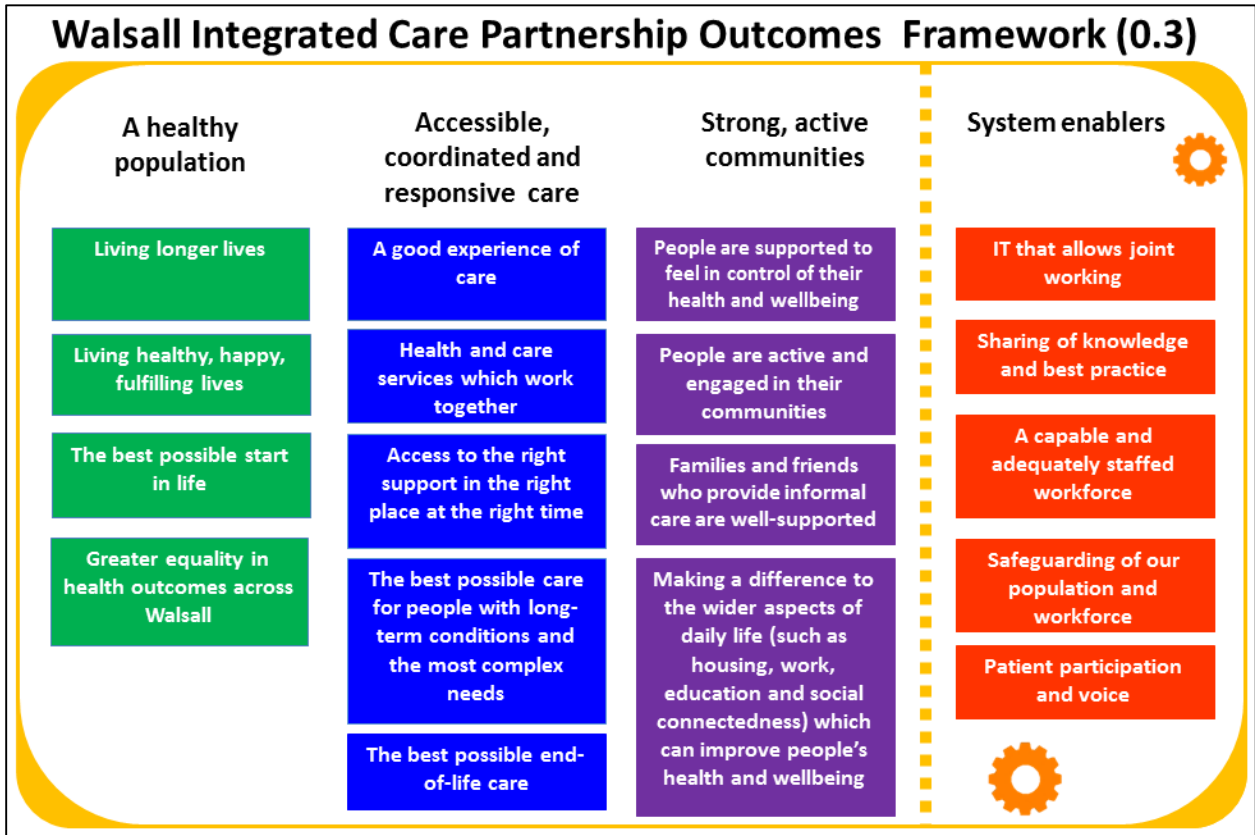 Walsall Integrated Care Partnership Outcomes Framework (0.3)
A healthy
population
Living longer lives
Living healthy, happy,
fulfilling lives
The best possible start
in life
Greater equality in
health outcomes across
Walsall
Accessible,
coordinated and
responsive care
A good experience of
care
Health and care
services which work
together
Access to the right
support in the right
place at the right time
The best possible care
for people with long-
term conditions and
the most complex
needs
The best possible end-
of-life care
Strong, active
communities
People are supported to
feel in control of their
health and wellbeing
People are active and
engaged in their
communities
Families and friends
who provide informal
care are well-supported
Making a difference to
the wider aspects of
daily life (such as
housing, work,
education and social
connectedness) which
can improve people's
health and wellbeing
System enablers
IT that allows joint
working
Sharing of knowledge
and best practice
A capable and
adequately staffed
workforce
Safeguarding of our
population and
workforce
Patient participation
and voice